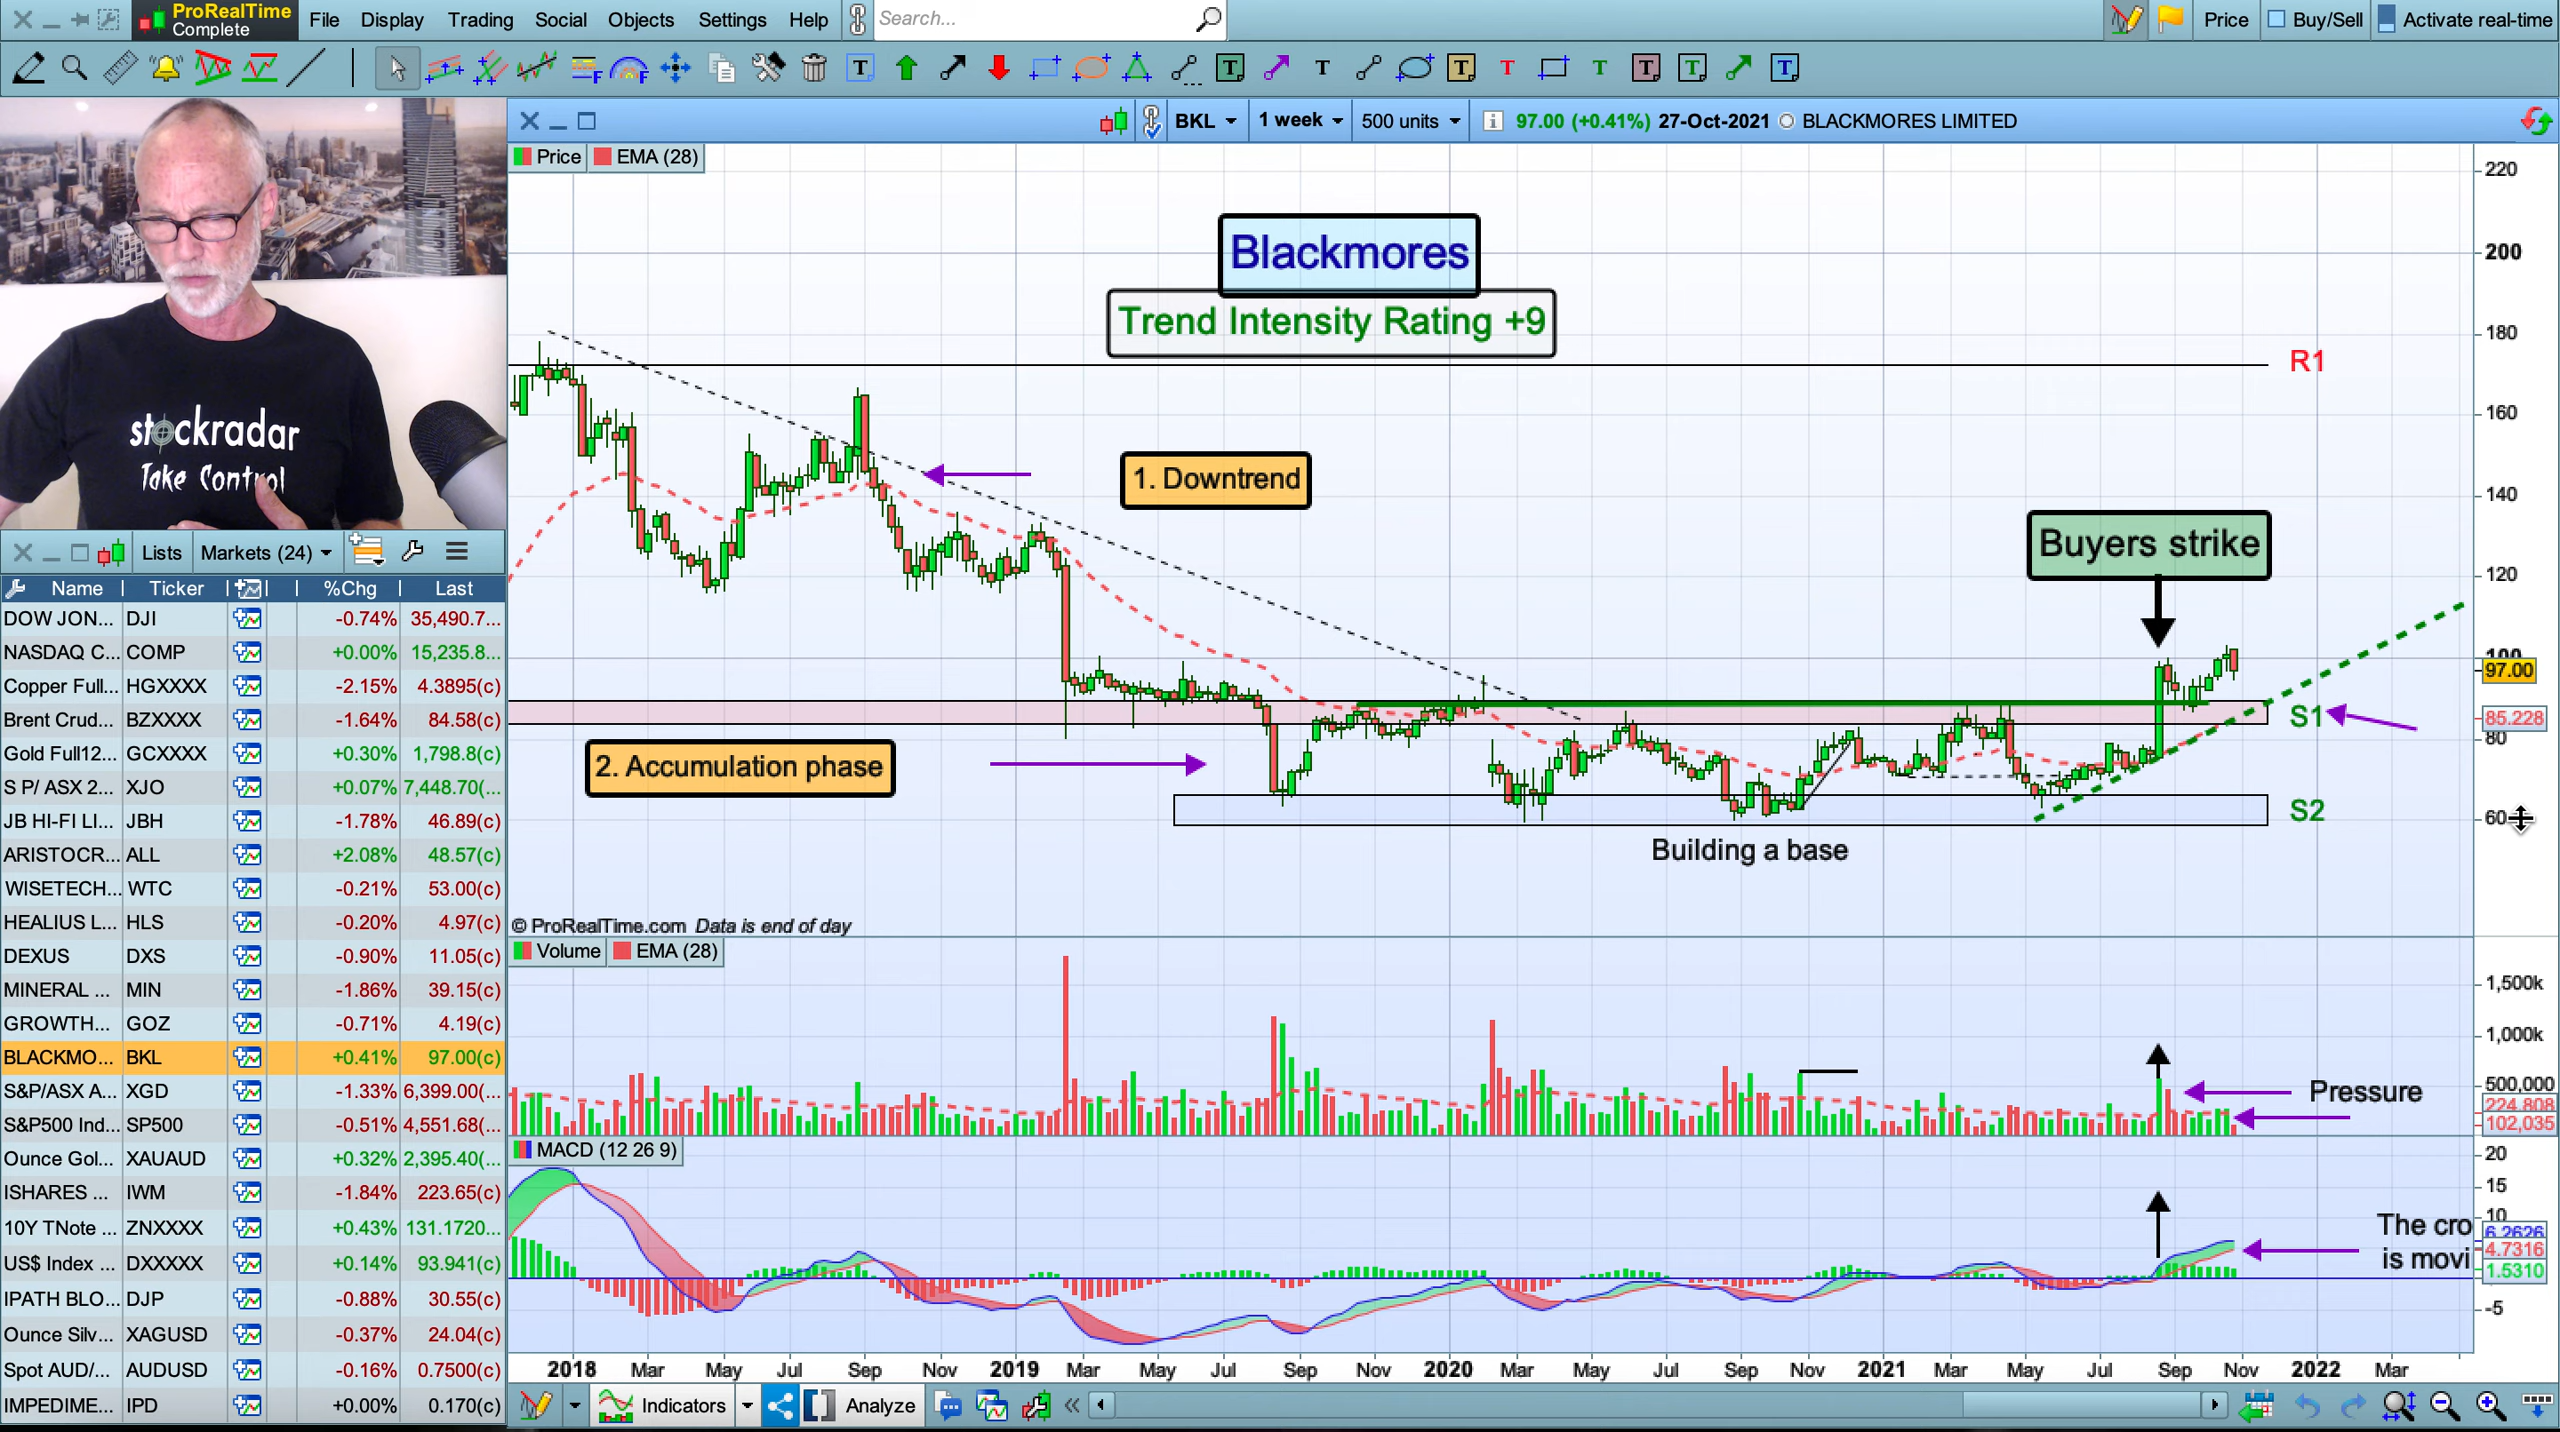 ProRealTime
Complete
File Display Trading Social Objects Settings Help Search... Price Buy/Sell Activate real-time
stockradar
Take Control
BKL 1 week 500 units 97.00 (+0.41%) 27-Oct-2021 BLACKMORES LIMITED
Price EMA (28)
Blackmores
Trend Intensity Rating +9
R1
1. Downtrend
Buyers strike
2. Accumulation phase
S1
S2
Building a base
220
200
180
160
140
120
100
97.00
85.228
80
60
© ProRealTime.com Data is end of day
Volume EMA (28)
1,500k
1,000k
500,000
224,808
102,035
Pressure
MACD (12 26 9)
20
15
10
6.2626
4.7316
1.5310
-5
The cro
is movi
2018 Mar May Jul Sep Nov 2019 Mar May Jul Sep Nov 2020 Mar May Jul Sep Nov 2021 Mar May Jul Sep Nov 2022 Mar
Indicators Analyze
Lists Markets (24)
Name Ticker %Chg Last
DOW JON... DJI -0.74% 35,490.7...
NASDAQ C... COMP +0.00% 15,235.8...
Copper Full... HGXXXX -2.15% 4.3895(c)
Brent Crud... BZXXXX -1.64% 84.58(c)
Gold Full12... GCXXXX +0.30% 1,798.8(c)
S P/ ASX 2... XJO +0.07% 7,448.70(...
JB HI-FI LI... JBH -1.78% 46.89(c)
ARISTOCR... ALL +2.08% 48.57(c)
WISETECH... WTC -0.21% 53.00(c)
HEALIUS L... HLS -0.20% 4.97(c)
DEXUS DXS -0.90% 11.05(c)
MINERAL ... MIN -1.86% 39.15(c)
GROWTH... GOZ -0.71% 4.19(c)
BLACKMO... BKL +0.41% 97.00(c)
S&P/ASX A... XGD -1.33% 6,399.00(...
S&P500 Ind... SP500 -0.51% 4,551.68(...
Ounce Gol... XAUAUD +0.32% 2,395.40(...
ISHARES ... IWM -1.84% 223.65(c)
10Y TNote ... ZNXXXX +0.43% 131.1720...
US$ Index ... DXXXXX +0.14% 93.941(c)
IPATH BLO... DJP -0.88% 30.55(c)
Ounce Silv... XAGUSD -0.37% 24.04(c)
Spot AUD/... AUDUSD -0.16% 0.7500(c)
IMPEDIME... IPD +0.00% 0.170(c)